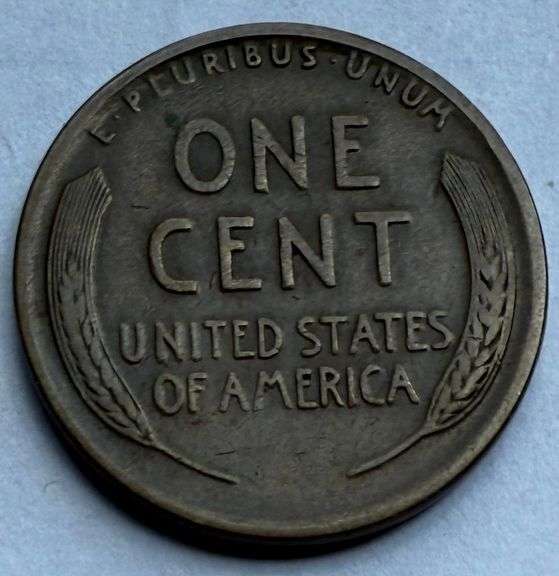 E·PLURIBUS·UNUM
ONE
CENT
UNITED STATES
OF AMERICA